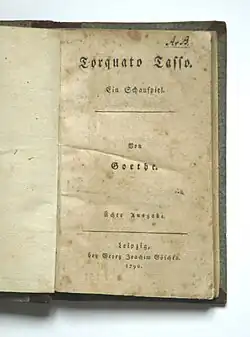 Torquato Tasso.
Ein Schauspiel.
Von
Goethe.
Ächte Ausgabe.
Leipzig,
bey Georg Joachim Göschen,
1790.